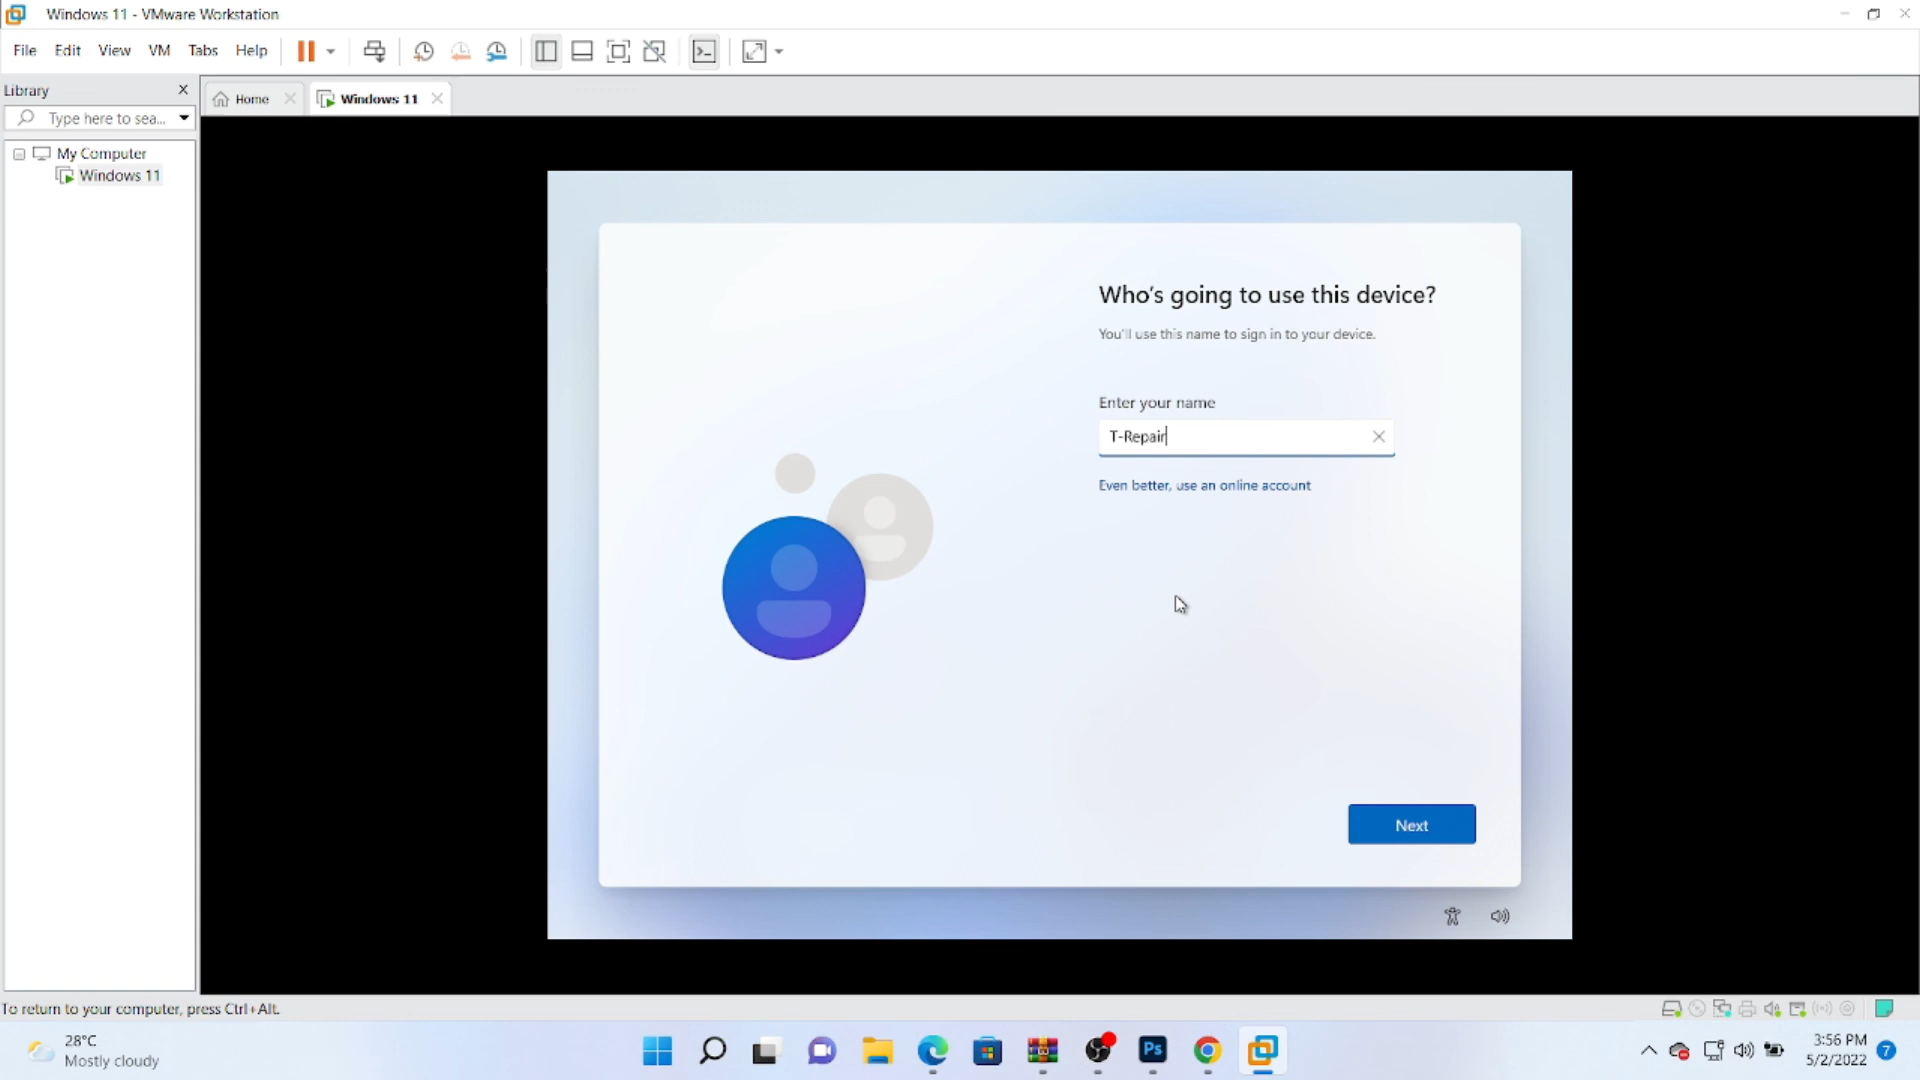 Windows 11 - VMware Workstation
File Edit View VM Tabs Help
Library
Home
Windows 11
Type here to sea...
My Computer
Windows 11
Who's going to use this device?
You'll use this name to sign in to your device.
Enter your name
T-Repair
Even better, use an online account
Next
To return to your computer, press Ctrl+Alt.
28°C
Mostly cloudy
Ps
3:56 PM
5/2/2022
7